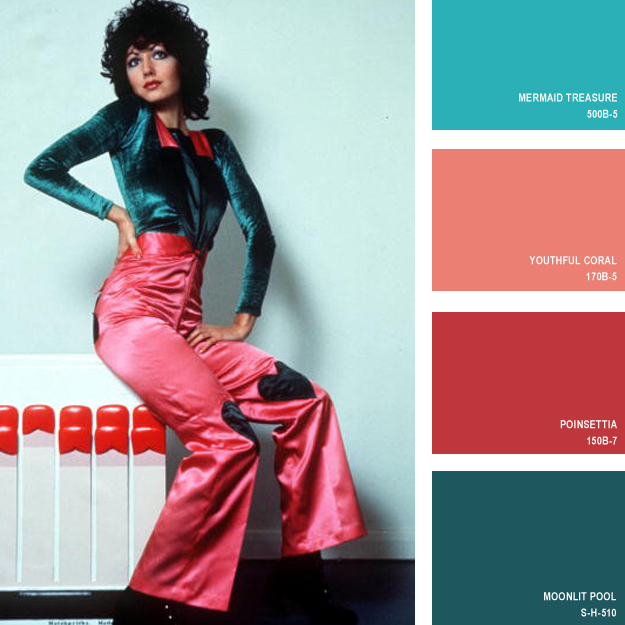 MERMAID TREASURE
500B-5
YOUTHFUL CORAL
170B-5
POINSETTIA
150B-7
MOONLIT POOL
S-H-510